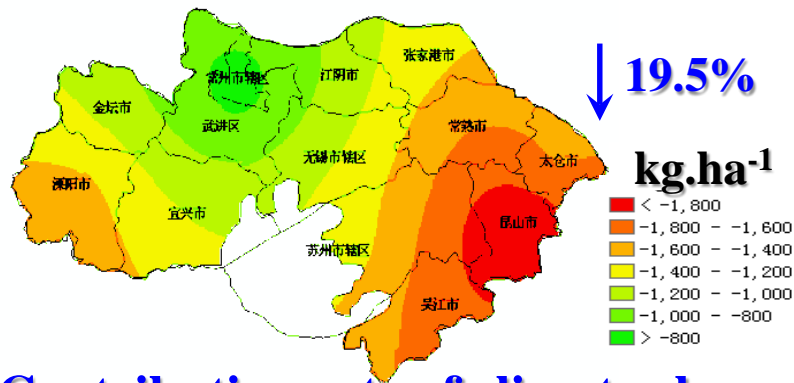 张家港市
常州市辖区
江阴市
19.5%
金坛市
武进区
常熟市
无锡市辖区
太仓市
kg.ha-1
溧阳市
宜兴市
昆山市
苏州市辖区
吴江市
< -1,800
-1,800 - -1,600
-1,600 - -1,400
-1,400 - -1,200
-1,200 - -1,000
-1,000 - -800
> -800